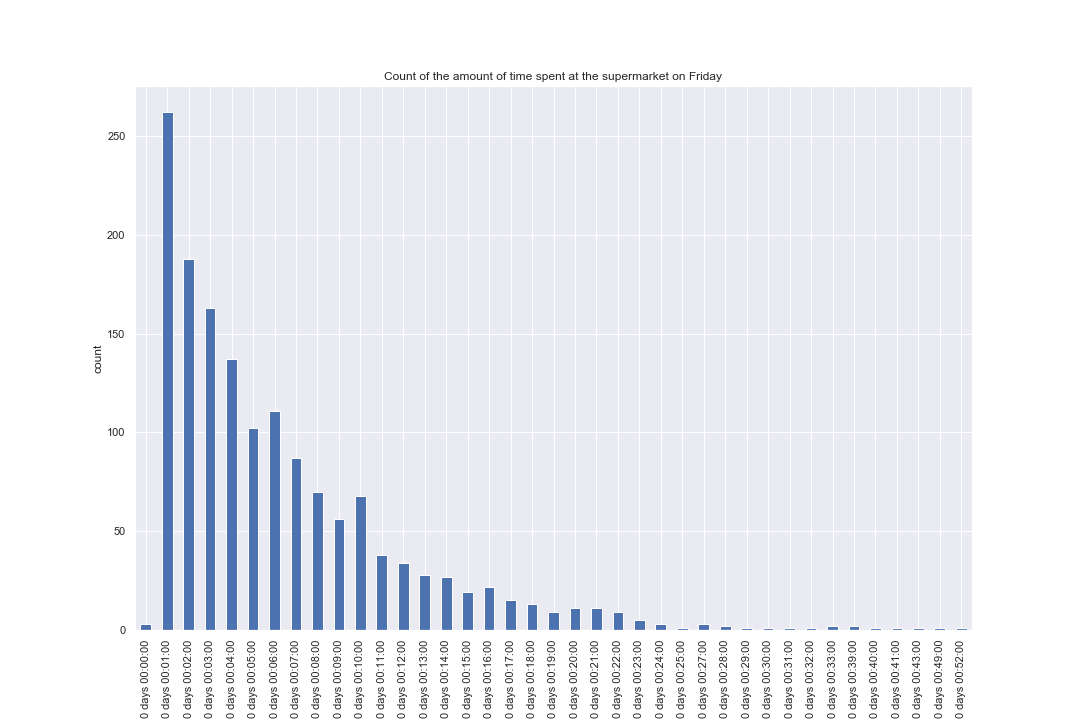 Count of the amount of time spent at the supermarket on Friday
250
200
150
100
50
0
count
0 days 00:00:00
0 days 00:01:00
0 days 00:02:00
0 days 00:03:00
0 days 00:04:00
0 days 00:05:00
0 days 00:06:00
0 days 00:07:00
0 days 00:08:00
0 days 00:09:00
0 days 00:10:00
0 days 00:11:00
0 days 00:12:00
0 days 00:13:00
0 days 00:14:00
0 days 00:15:00
0 days 00:16:00
0 days 00:17:00
0 days 00:18:00
0 days 00:19:00
0 days 00:20:00
0 days 00:21:00
0 days 00:22:00
0 days 00:23:00
0 days 00:24:00
0 days 00:25:00
0 days 00:27:00
0 days 00:28:00
0 days 00:29:00
0 days 00:30:00
0 days 00:31:00
0 days 00:32:00
0 days 00:33:00
0 days 00:39:00
0 days 00:40:00
0 days 00:41:00
0 days 00:43:00
0 days 00:49:00
0 days 00:52:00